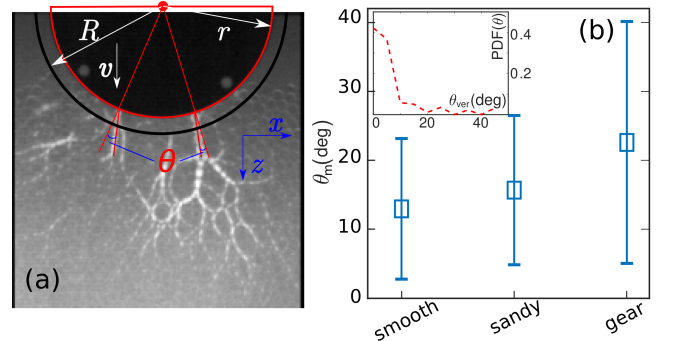 R
r
v
x
θ
z
(a)
(b)
40
30
20
10
0
θm(deg)
smooth
sandy
gear
PDF(θ)
0.4
0.2
0
20
40
θver(deg)